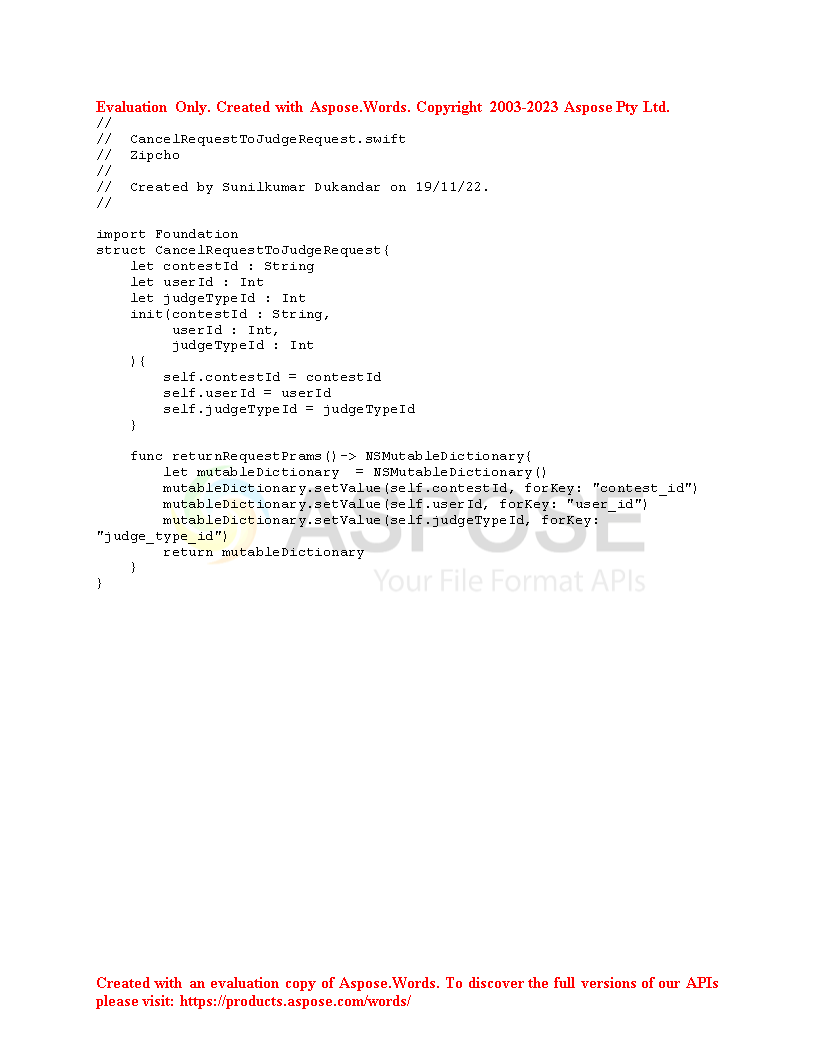 Evaluation Only. Created with Aspose.Words. Copyright 2003-2023 Aspose Pty Ltd.
//
//  CancelRequestToJudgeRequest.swift
//  Zipcho
//
//  Created by Sunilkumar Dukandar on 19/11/22.
//
import Foundation
struct CancelRequestToJudgeRequest{
    let contestId : String
    let userId : Int
    let judgeTypeId : Int
    init(contestId : String,
         userId : Int,
         judgeTypeId : Int
    ){
        self.contestId = contestId
        self.userId = userId
        self.judgeTypeId = judgeTypeId
    }
    func returnRequestPrams()-> NSMutableDictionary{
        let mutableDictionary  = NSMutableDictionary()
        mutableDictionary.setValue(self.contestId, forKey: "contest_id")
        mutableDictionary.setValue(self.userId, forKey: "user_id")
        mutableDictionary.setValue(self.judgeTypeId, forKey:
"judge_type_id")
        return mutableDictionary
    }
}
ASPOSE
Your File Format APIs
Created with an evaluation copy of Aspose.Words. To discover the full versions of our APIs
please visit: https://products.aspose.com/words/